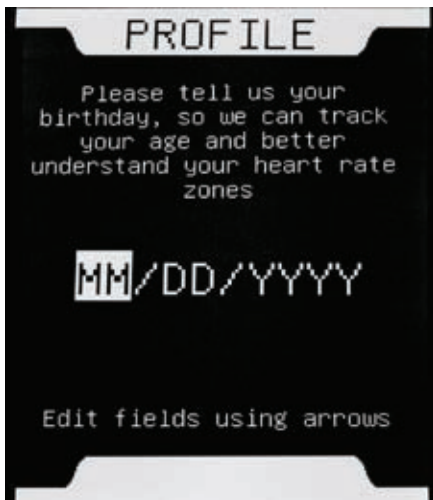 PROFILE
Please tell us your
birthday, so we can track
your age and better
understand your heart rate
zones
MM/DD/YYYY
Edit fields using arrows